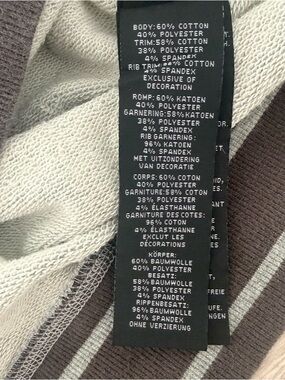 BODY:60% COTTON
40% POLYESTER
TRIM:58% COTTON
38% POLYESTER
4% SPANDEX
RIB TRIM 96% COTTON
4% SPANDEX
EXCLUSIVE OF
DECORATION
ROMP:60% KATOEN
40% POLYESTER
GARNERING:58% KATOEN
38% POLYESTER
4% SPANDEX
RIB GARNERING:
96% KATOEN
4% SPANDEX
MET UITZONDERING
VAN DECORATIE
CORPS:60% COTON
40% POLYESTER
GARNITURE:58% COTON
38% POLYESTER
4% ÉLASTHANNE
GARNITURE DES CÔTES:
96% COTON
4% ÉLASTHANNE
EXCLUT LES
DÉCORATIONS
KÖRPER:
60% BAUMWOLLE
40% POLYESTER
BESATZ:
58% BAUMWOLLE
38% POLYESTER
4% SPANDEX
RIPPENBESATZ:
96% BAUMWOLLE
4% SPANDEX
OHNE VERZIERUNG